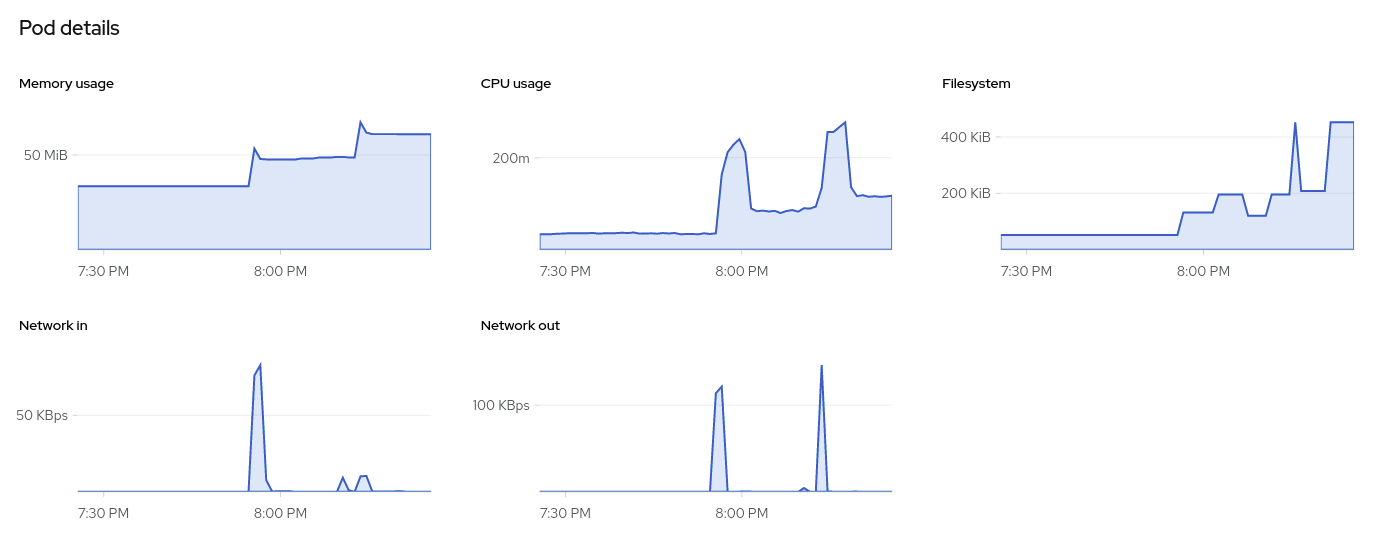 Pod details
Memory usage
50 MiB
7:30 PM
8:00 PM
CPU usage
200m
7:30 PM
8:00 PM
Filesystem
400 KiB
200 KiB
7:30 PM
8:00 PM
Network in
50 KBps
7:30 PM
8:00 PM
Network out
100 KBps
7:30 PM
8:00 PM